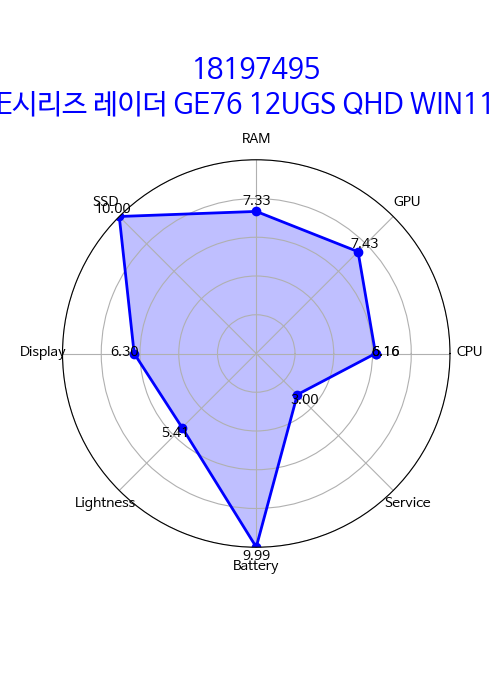 18197495
E시리즈 레이더 GE76 12UGS QHD WIN11
RAM
SSD
10.00
7.33
GPU
7.43
Display
6.30
6.16
CPU
5.41
3.00
Lightness
Service
9.99
Battery